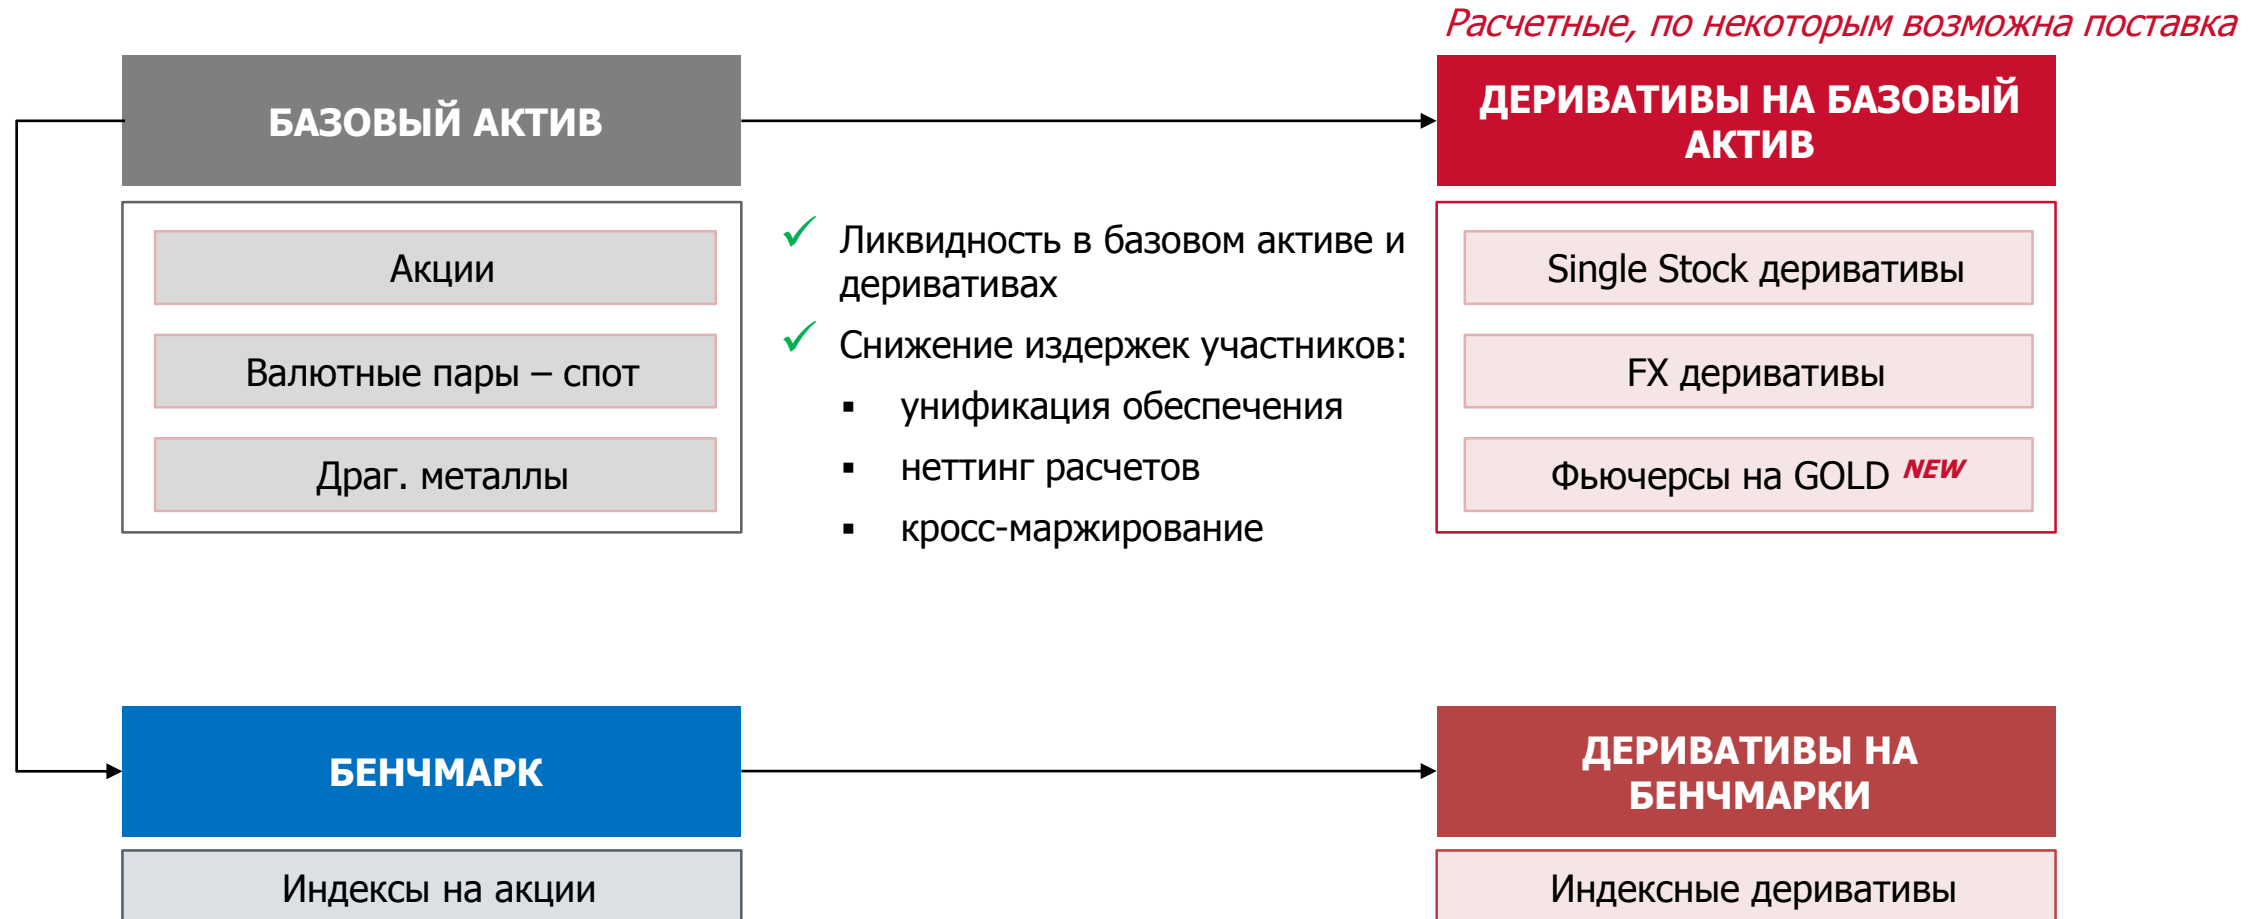 Расчетные, по некоторым возможна поставка
БАЗОВЫЙ АКТИВ
Акции
Валютные пары – спот
Драг. металлы
✓ Ликвидность в базовом активе и
деривативах
✓ Снижение издержек участников:
▪ унификация обеспечения
▪ неттинг расчетов
▪ кросс-маржирование
ДЕРИВАТИВЫ НА БАЗОВЫЙ
АКТИВ
Single Stock деривативы
FX деривативы
Фьючерсы на GOLD NEW
БЕНЧМАРК
Индексы на акции
ДЕРИВАТИВЫ НА
БЕНЧМАРКИ
Индексные деривативы